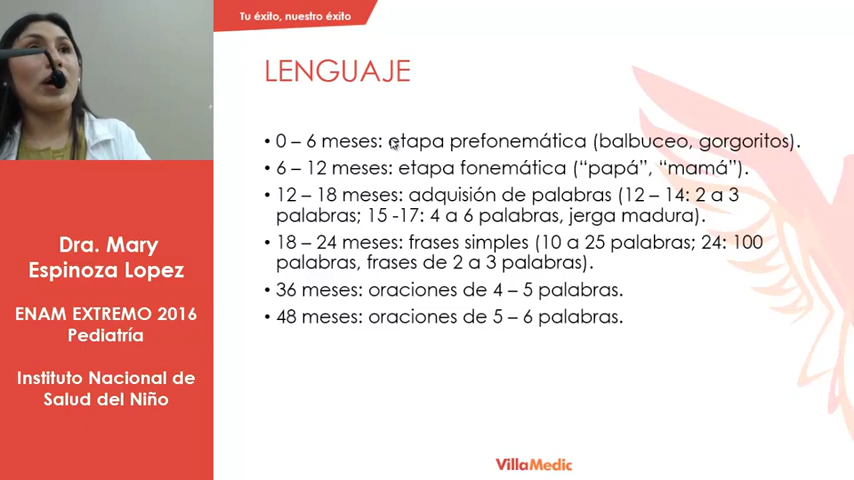 Tu éxito, nuestro éxito
LENGUAJE
• 0 – 6 meses: etapa prefonemática (balbuceo, gorgoritos).
• 6 – 12 meses: etapa fonemática (“papá”, “mamá”).
• 12 – 18 meses: adquisión de palabras (12 – 14: 2 a 3
palabras; 15 -17: 4 a 6 palabras, jerga madura).
• 18 – 24 meses: frases simples (10 a 25 palabras; 24: 100
palabras, frases de 2 a 3 palabras).
• 36 meses: oraciones de 4 – 5 palabras.
• 48 meses: oraciones de 5 – 6 palabras.
Dra. Mary
Espinoza Lopez
ENAM EXTREMO 2016
Pediatría
Instituto Nacional de
Salud del Niño
VillaMedic